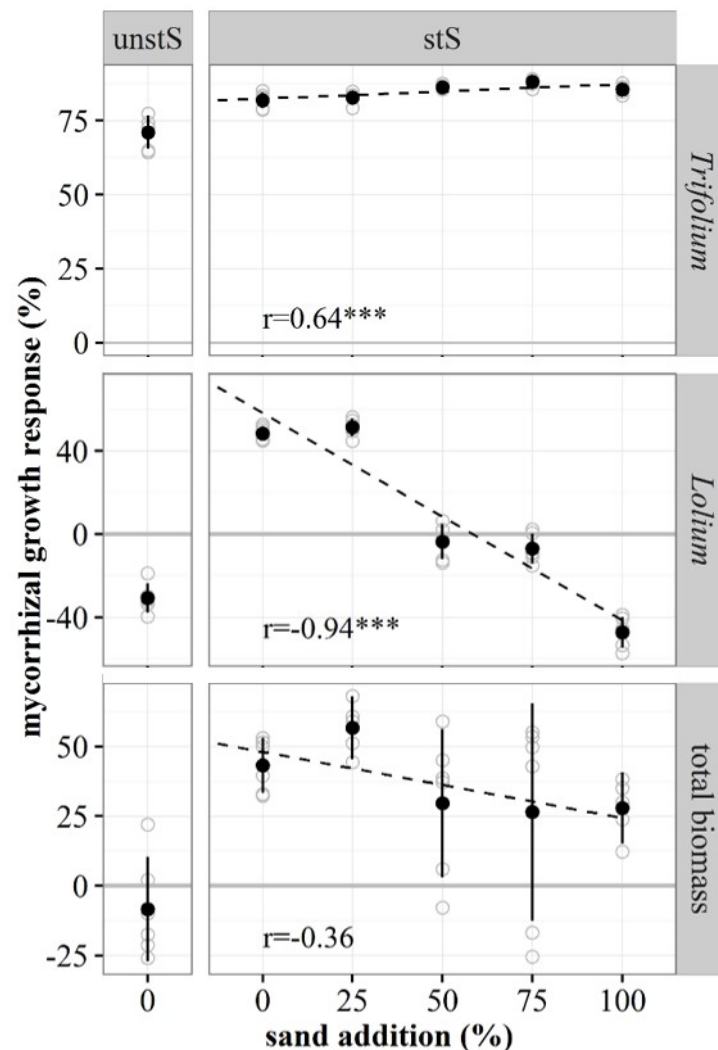 unstS stS
mycorrhizal growth response (%)
75
50
25
0
r=0.64***
Trifolium
40
0
-40
r=-0.94***
Lolium
50
25
0
-25
r=-0.36
total biomass
0 0 25 50 75 100
sand addition (%)